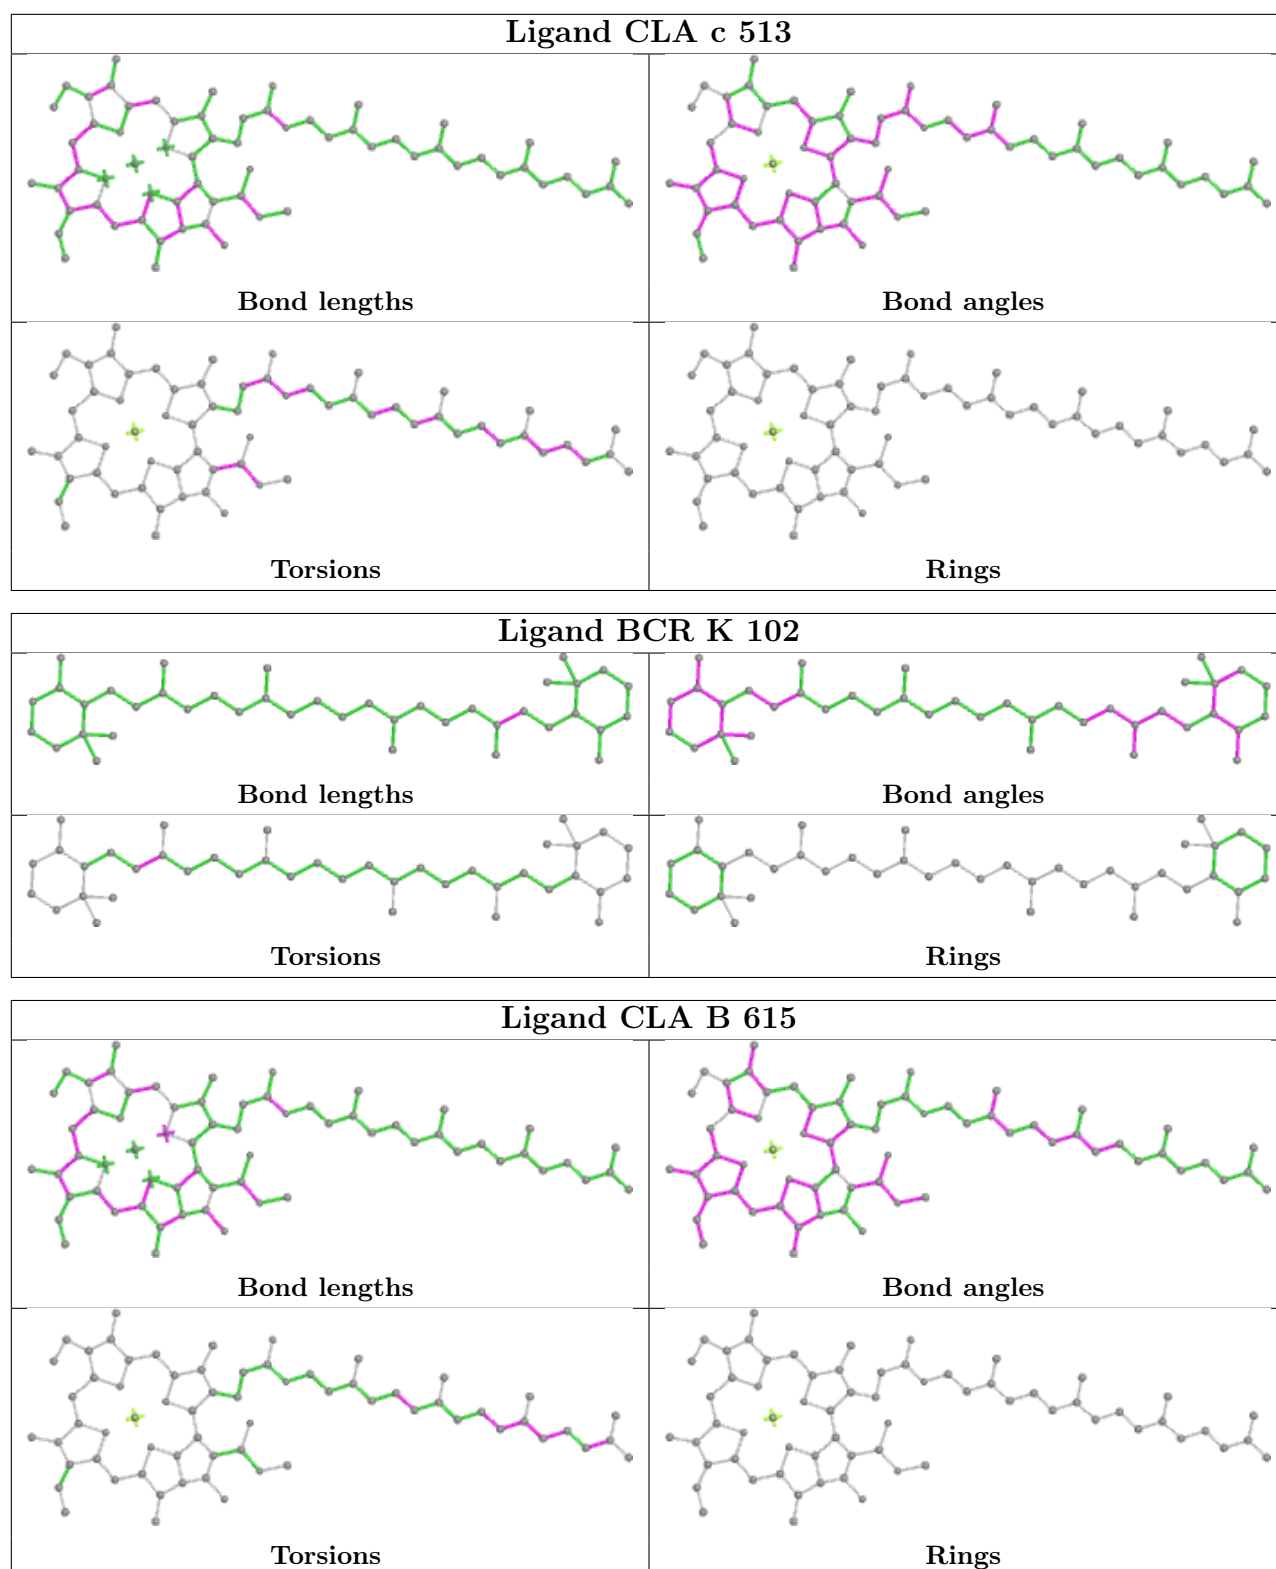 Ligand CLA c 513
Bond lengths
Bond angles
Torsions
Rings
Ligand BCR K 102
Bond lengths
Bond angles
Torsions
Rings
Ligand CLA B 615
Bond lengths
Bond angles
Torsions
Rings